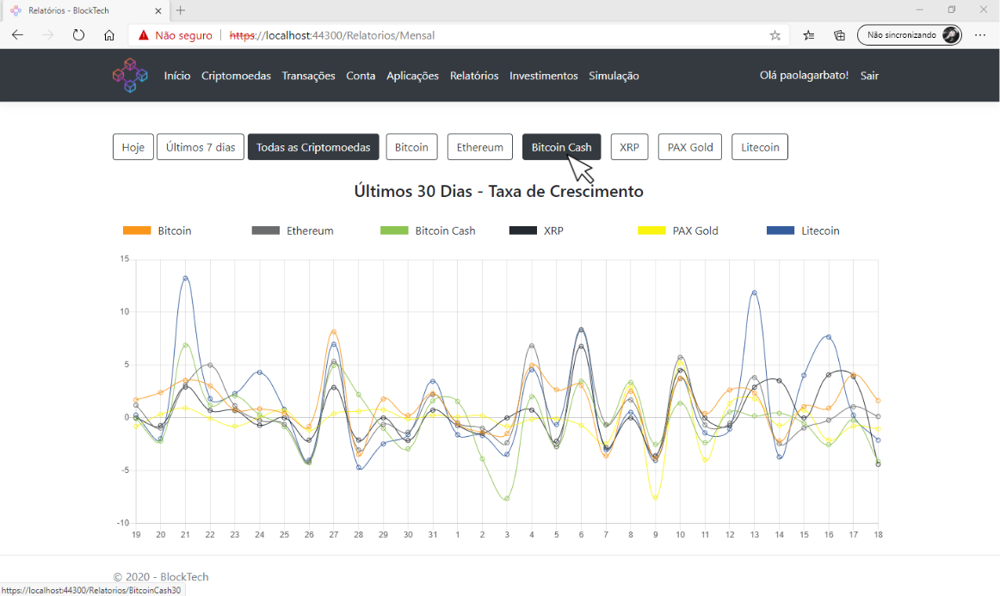 Relatórios - BlockTech
Não seguro https://localhost:44300/Relatorios/Mensal Não sincronizando
Início Criptomoedas Transações Conta Aplicações Relatórios Investimentos Simulação Olá paolagarbato! Sair
Hoje Últimos 7 dias Todas as Criptomoedas Bitcoin Ethereum Bitcoin Cash XRP PAX Gold Litecoin
Últimos 30 Dias - Taxa de Crescimento
Bitcoin Ethereum Bitcoin Cash XRP PAX Gold Litecoin
15
10
5
0
-5
-10
19 20 21 22 23 24 25 26 27 28 29 30 31 1 2 3 4 5 6 7 8 9 10 11 12 13 14 15 16 17 18
© 2020 - BlockTech
https://localhost:44300/Relatorios/BitcoinCash30